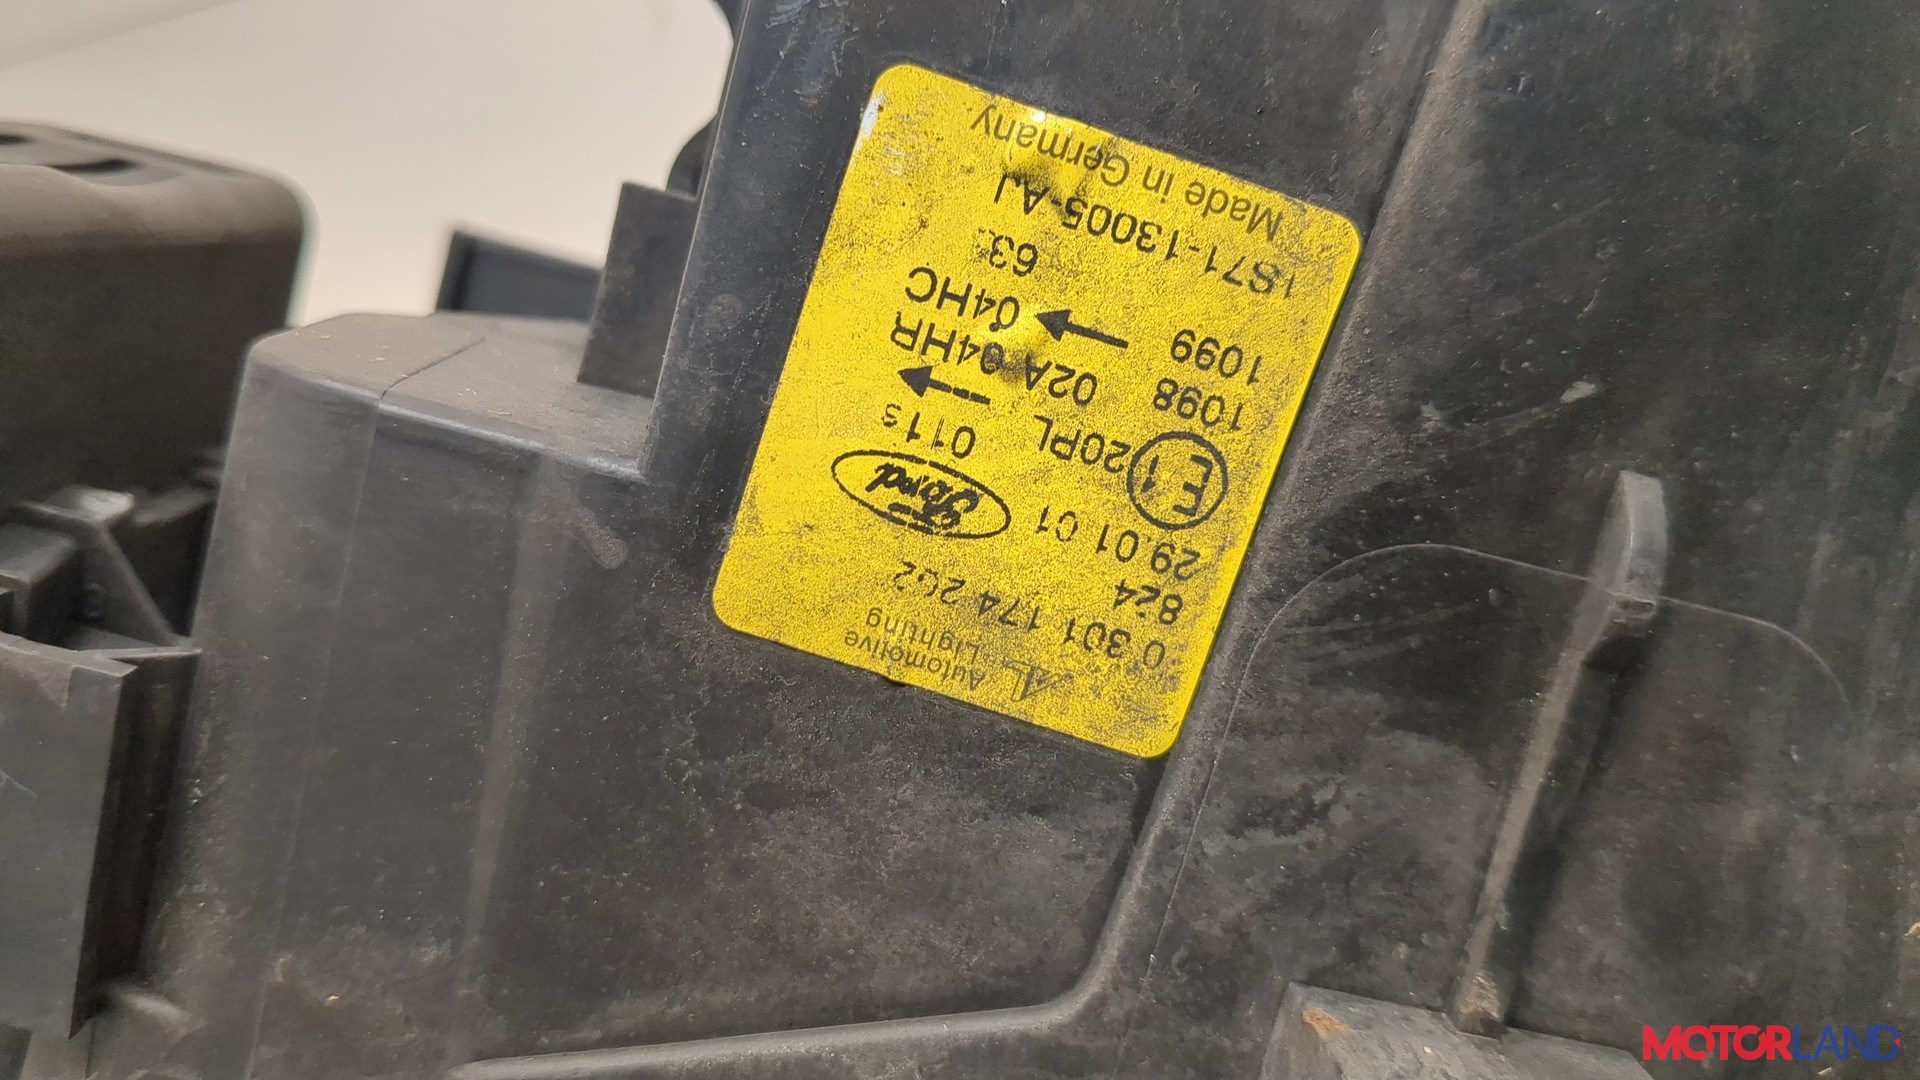 AL Automotive
Lighting
0 301 174 202
824
29.01 01
Ford
E1 20PL 011s
1098 02A 04HR
1099 04HC
63
1S71-13005-AJ
Made in Germany
MOTORLAND